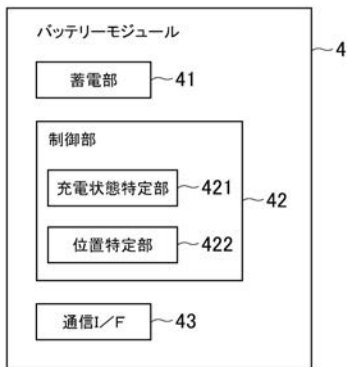 バッテリーモジュール
4
蓄電部
41
制御部
充電状態特定部
421
42
位置特定部
422
通信I/F
43